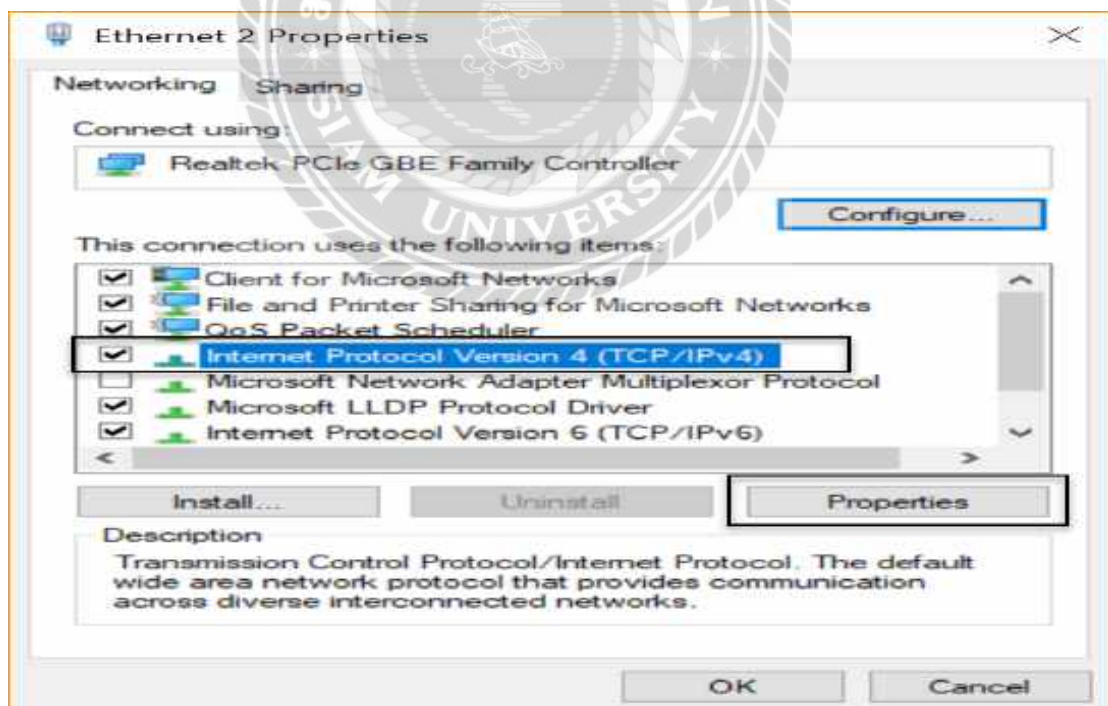 Ethernet 2 Properties
Networking
Sharing
Connect using:
Realtek PCIe GBE Family Controller
Configure...
This connection uses the following items:
Client for Microsoft Networks
File and Printer Sharing for Microsoft Networks
QoS Packet Scheduler
Internet Protocol Version 4 (TCP/IPv4)
Microsoft Network Adapter Multiplexor Protocol
Microsoft LLDP Protocol Driver
Internet Protocol Version 6 (TCP/IPv6)
Install...
Uninstall
Properties
Description
Transmission Control Protocol/Internet Protocol. The default
wide area network protocol that provides communication
across diverse interconnected networks.
OK
Cancel
SIAM UNIVERSITY